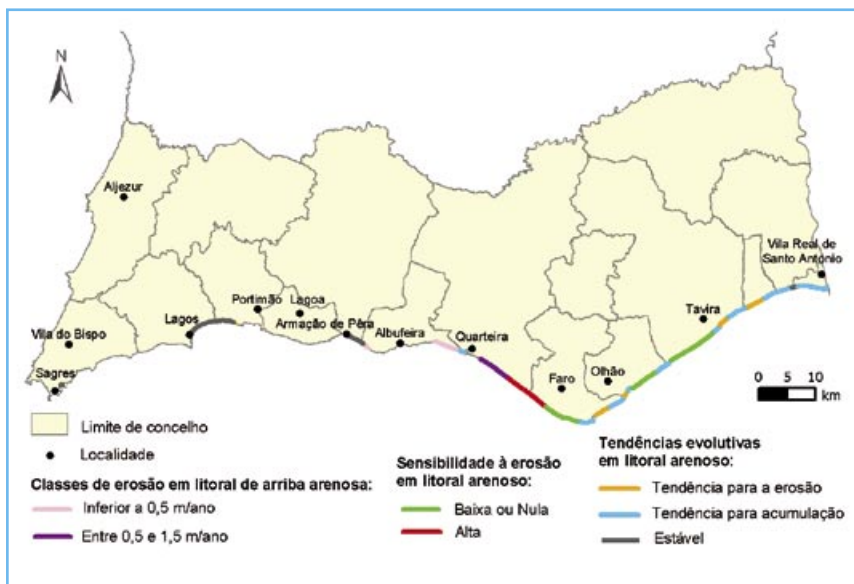 N
Aljezur
Vila Real de
Santo António
Portimão
Lagoa
Tavira
Lagos
Armação de Pêra
Vila do Bispo
Albufeira
Quarteira
Sagres
Faro
Olhão
0 5 10
km
Limite de concelho
Localidade
Classes de erosão em litoral de arriba arenosa:
Inferior a 0,5 m/ano
Entre 0,5 e 1,5 m/ano
Sensibilidade à erosão
em litoral arenoso:
Baixa ou Nula
Alta
Tendências evolutivas
em litoral arenoso:
Tendência para a erosão
Tendência para acumulação
Estável